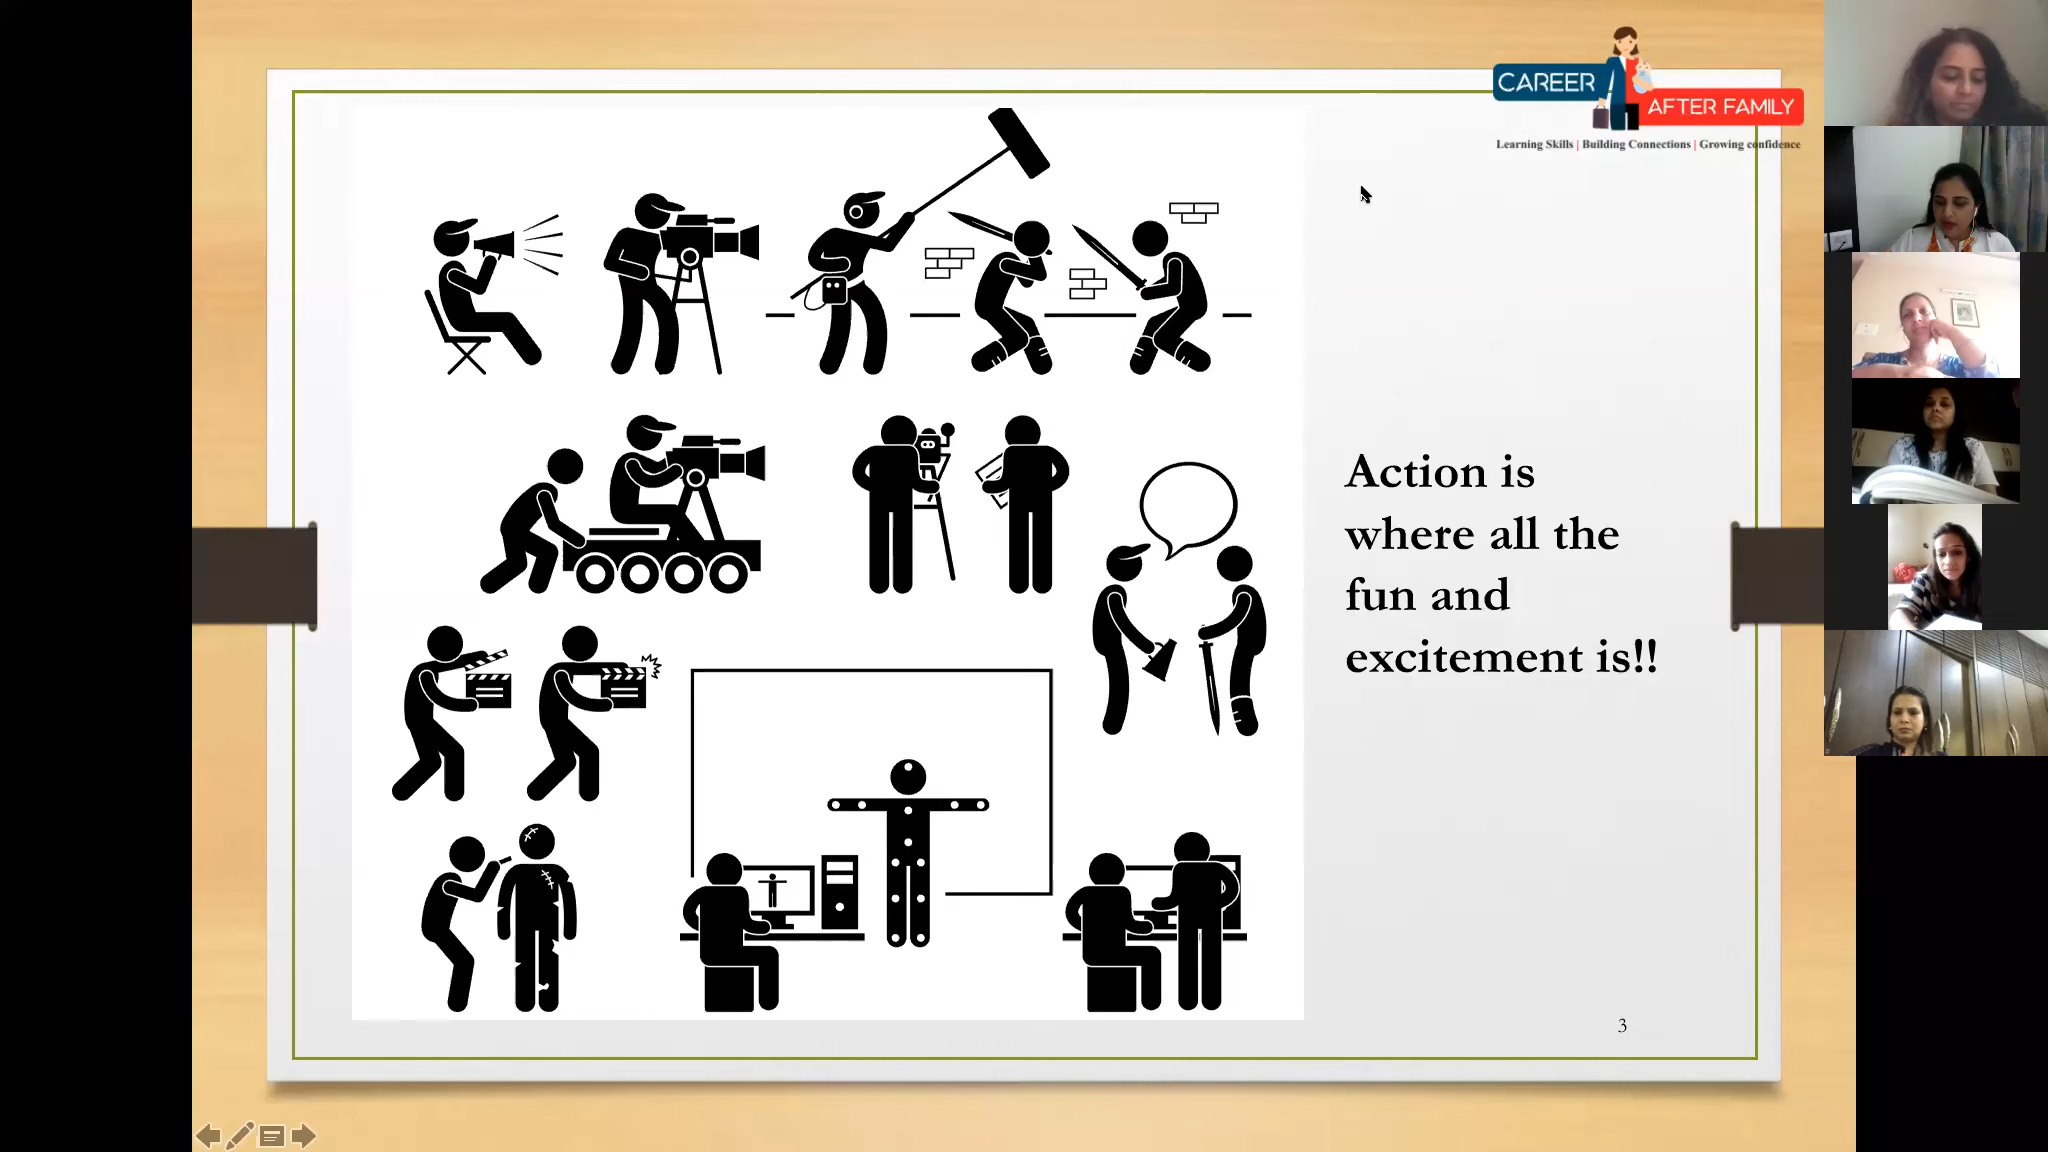 CAREER
AFTER FAMILY
Learning Skills | Building Connections | Growing confidence
Action is
where all the
fun and
excitement is!!
3